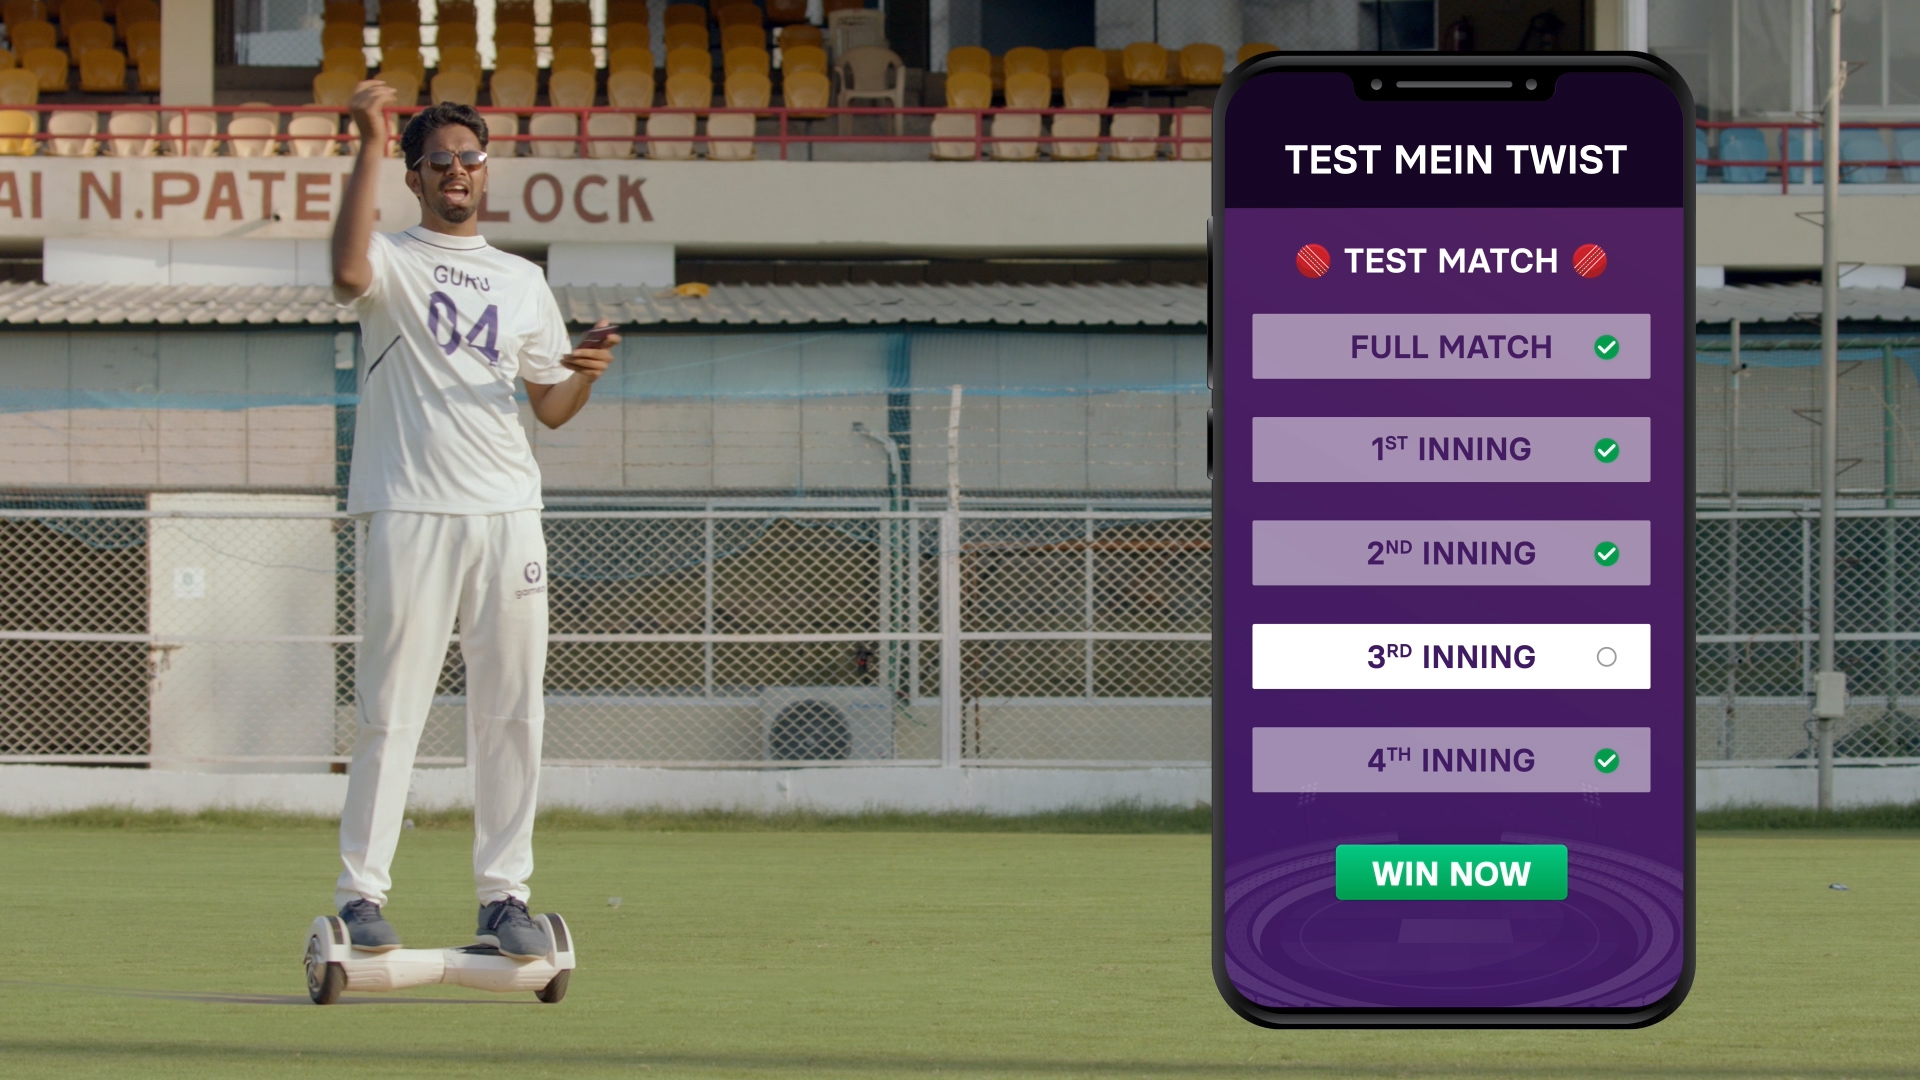 AI N.PATEL LOCK
GURU
04
TEST MEIN TWIST
TEST MATCH
FULL MATCH
1ST INNING
2ND INNING
3RD INNING
4TH INNING
WIN NOW